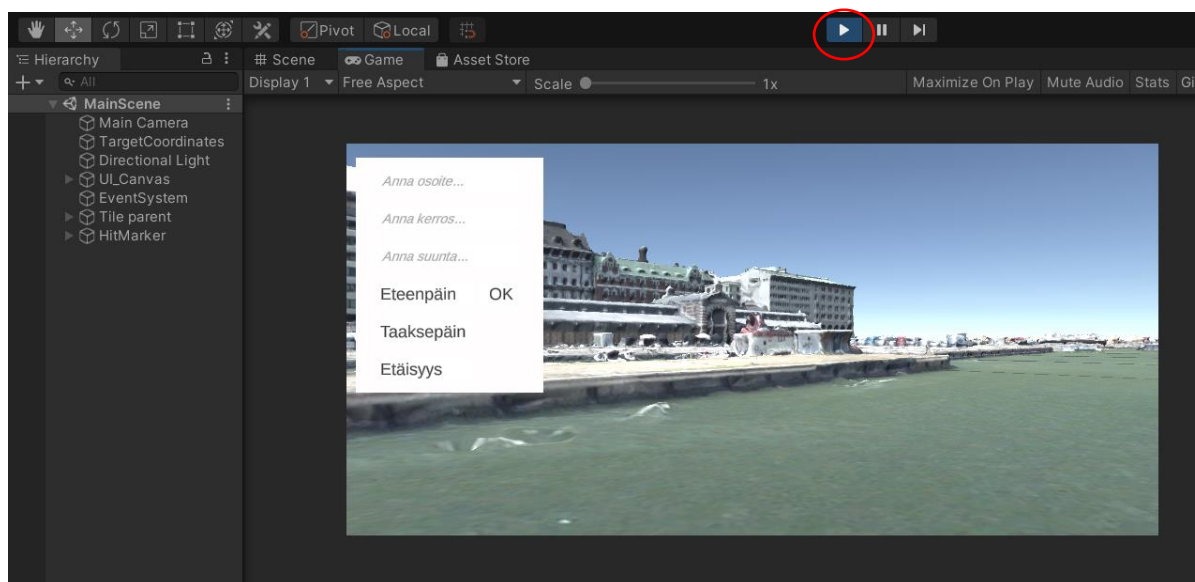 Pivot Local
Hierarchy
Scene Game Asset Store
All
Display 1 Free Aspect Scale 1x Maximize On Play Mute Audio Stats Gi
MainScene
Main Camera
TargetCoordinates
Directional Light
UI_Canvas
EventSystem
Tile parent
HitMarker
Anna osoite...
Anna kerros...
Anna suunta...
Eteenpäin OK
Taaksepäin
Etäisyys